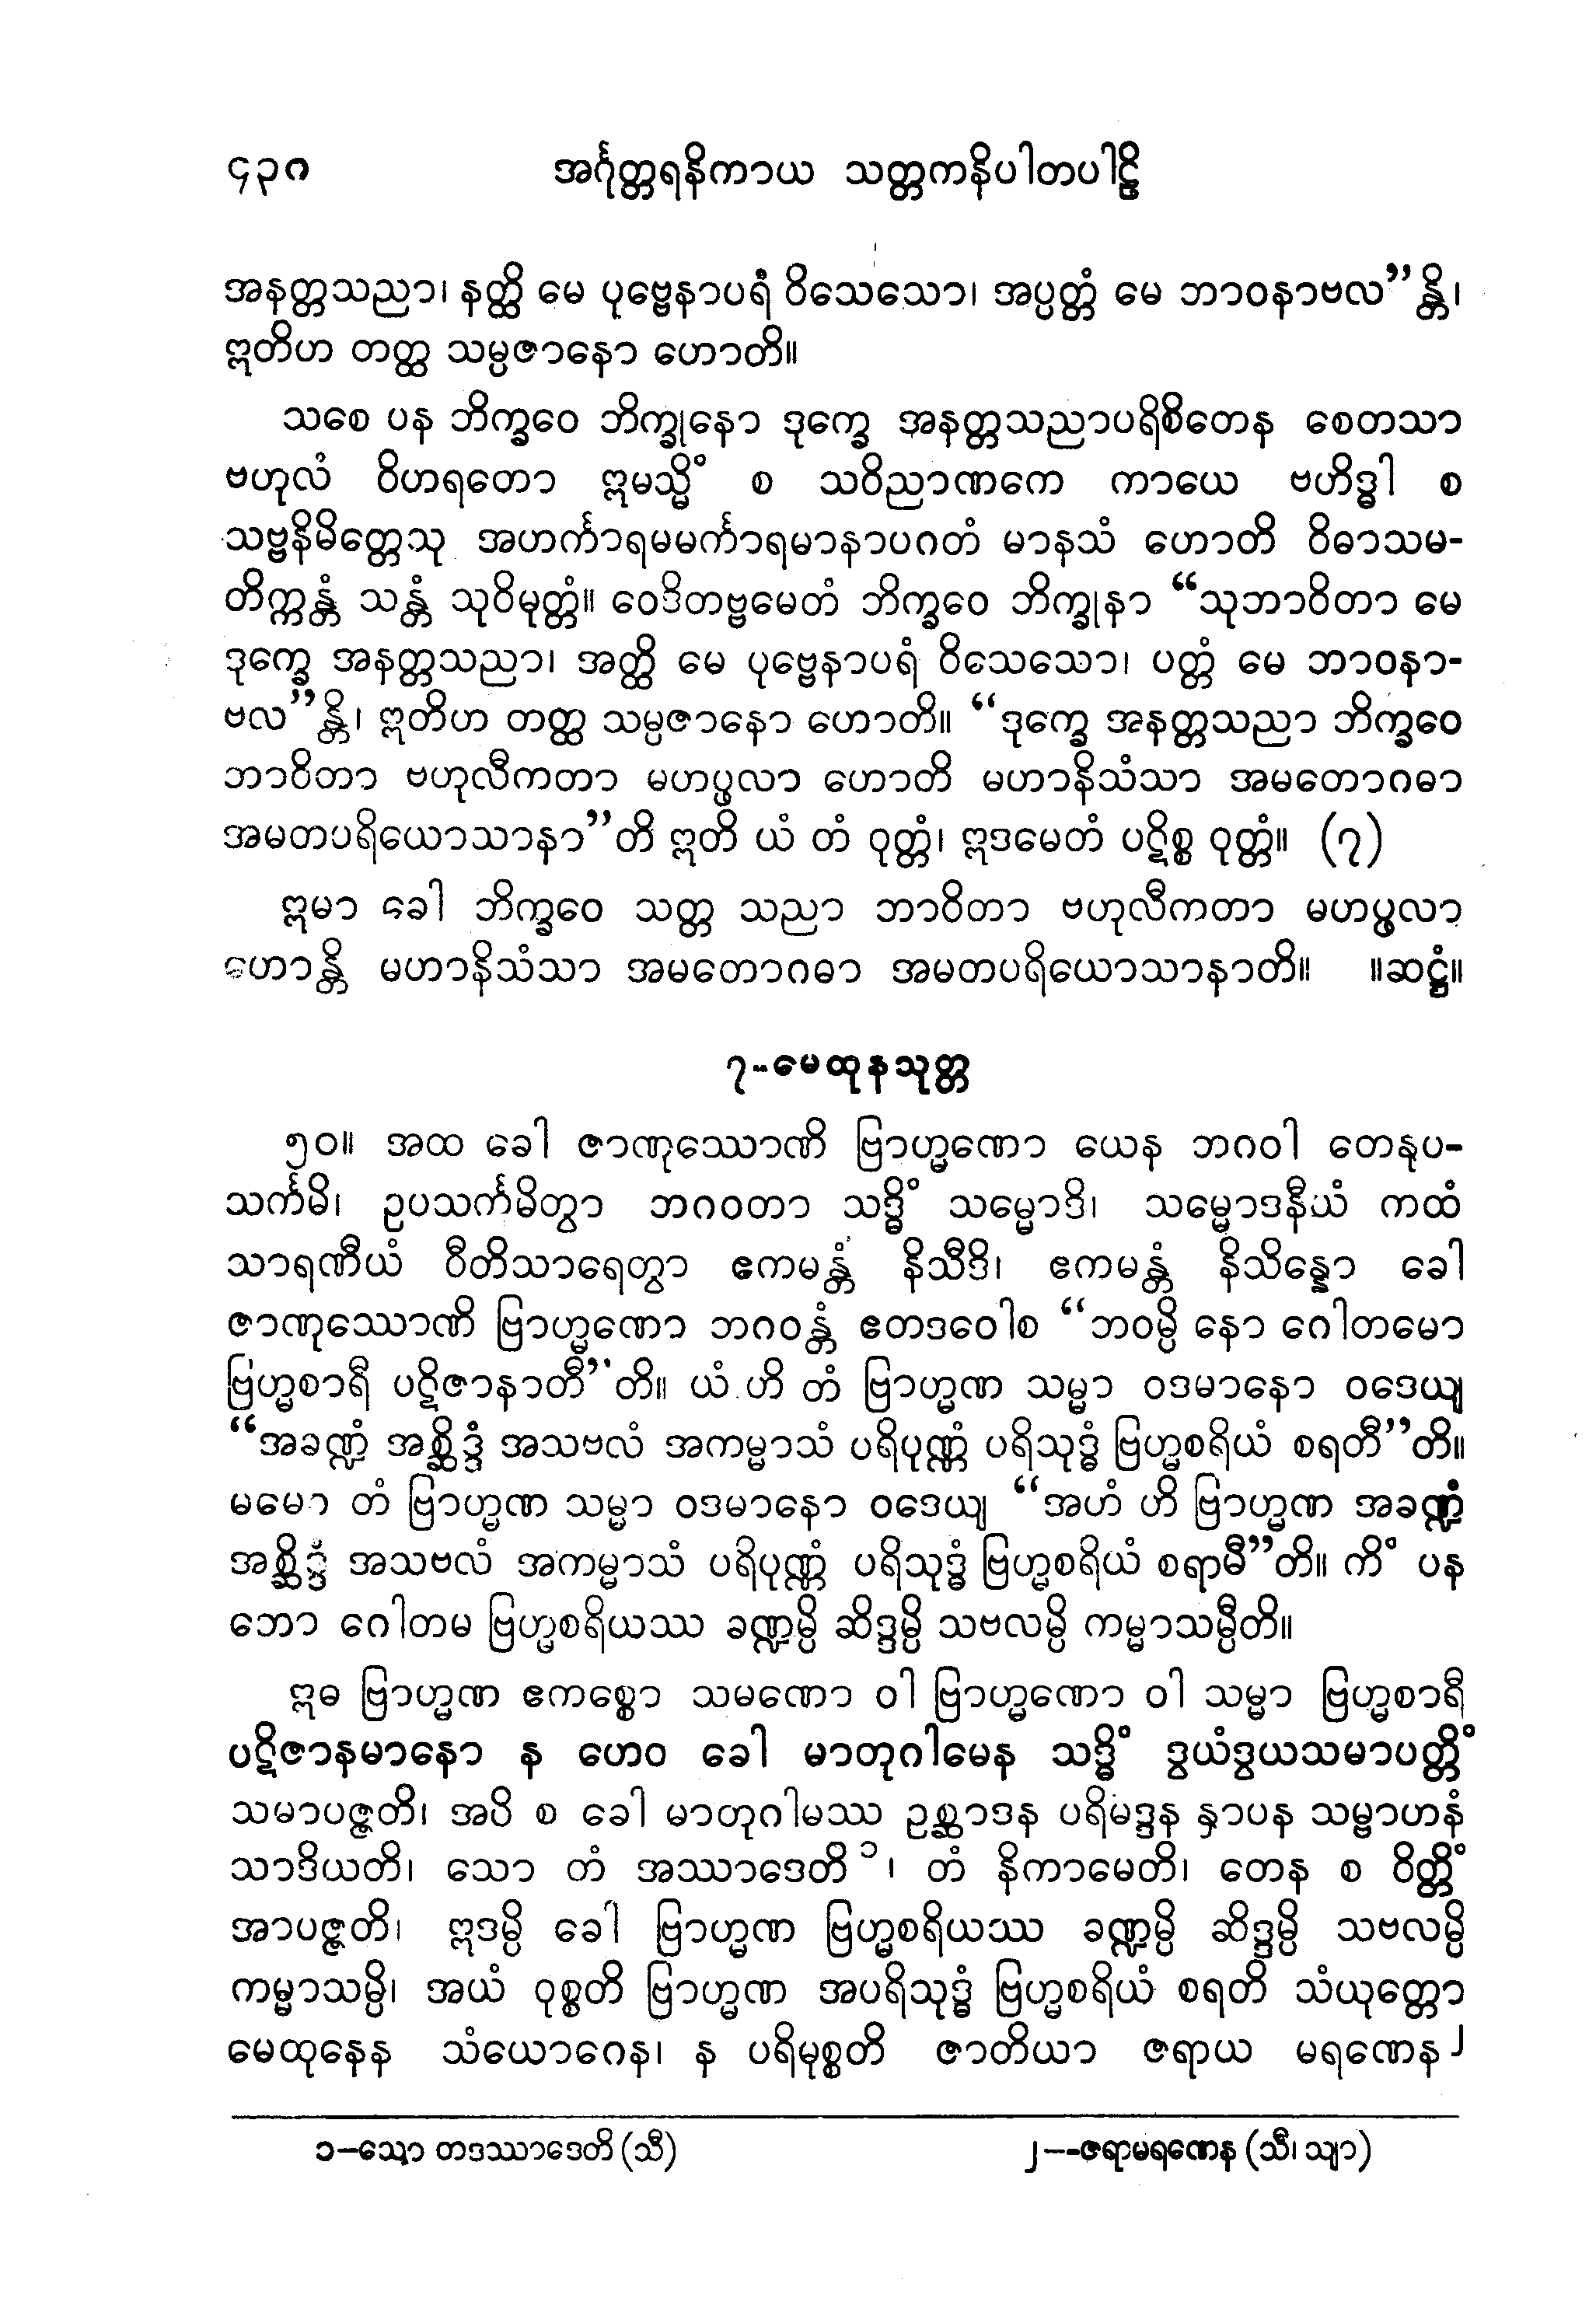 ၄၃၈ အင်္ဂုတ္တရနိကာယ သတ္တကနိပါတပါဠိ
အနတ္တသညာ၊ နတ္ထိ မေ ပုဗ္ဗေနာပရံ ဝိသေသော၊ အပ္ပတ္တံ မေ ဘာဝနာဗလ”န္တိ၊
ဣတိဟ တတ္ထ သမ္ပဇာနော ဟောတိ။
သစေ ပန ဘိက္ခဝေ ဘိက္ခုနော ဒုက္ခေ အနတ္တသညာပရိစိတေန စေတသာ
ဗဟုလံ ဝိဟရတော ဣမသ္မိံ စ သဝိညာဏကေ ကာယေ ဗဟိဒ္ဓါ စ
သဗ္ဗနိမိတ္တေသု အဟင်္ကာရမမင်္ကာရမာနာပဂတံ မာနသံ ဟောတိ ဝိဓာသမ-
တိက္ကန္တံ သန္တံ သုဝိမုတ္တံ။ ဝေဒိတဗ္ဗမေတံ ဘိက္ခဝေ ဘိက္ခုနာ “သုဘာဝိတာ မေ
ဒုက္ခေ အနတ္တသညာ၊ အတ္ထိ မေ ပုဗ္ဗေနာပရံ ဝိသေသော၊ ပတ္တံ မေ ဘာဝနာ-
ဗလ”န္တိ၊ ဣတိဟ တတ္ထ သမ္ပဇာနော ဟောတိ။ “ဒုက္ခေ အနတ္တသညာ ဘိက္ခဝေ
ဘာဝိတာ ဗဟုလီကတာ မဟပ္ဖလာ ဟောတိ မဟာနိသံသာ အမတောဂဓာ
အမတပရိယောသာနာ”တိ ဣတိ ယံ တံ ဝုတ္တံ၊ ဣဒမေတံ ပဋိစ္စ ဝုတ္တံ။ (၇)
ဣမာ ခေါ ဘိက္ခဝေ သတ္တ သညာ ဘာဝိတာ ဗဟုလီကတာ မဟပ္ဖလာ
ဟောန္တိ မဟာနိသံသာ အမတောဂဓာ အမတပရိယောသာနာတိ။ ။ဆဋ္ဌံ။
၇--မေထုနသုတ္တ
၅၀။ အထ ခေါ ဇာဏုဿောဏိ ဗြာဟ္မဏော ယေန ဘဂဝါ တေနုပ-
သင်္ကမိ၊ ဥပသင်္ကမိတွာ ဘဂဝတာ သဒ္ဓိံ သမ္မောဒိ၊ သမ္မောဒနီယံ ကထံ
သာရဏီယံ ဝီတိသာရေတွာ ဧကမန္တံ နိသီဒိ၊ ဧကမန္တံ နိသိန္နော ခေါ
ဇာဏုဿောဏိ ဗြာဟ္မဏော ဘဂဝန္တံ ဧတဒဝေါစ “ဘဝမ္ပိ နော ဂေါတမော
ဗြဟ္မစာရီ ပဋိဇာနာတီ”တိ။ ယံ ဟိ တံ ဗြာဟ္မဏ သမ္မာ ဝဒမာနော ဝဒေယျ
“အခဏ္ဍံ အစ္ဆိဒ္ဒံ အသဗလံ အကမ္မာသံ ပရိပုဏ္ဏံ ပရိသုဒ္ဓံ ဗြဟ္မစရိယံ စရတီ”တိ။
မမေဝ တံ ဗြာဟ္မဏ သမ္မာ ဝဒမာနော ဝဒေယျ “အဟံ ဟိ ဗြာဟ္မဏ အခဏ္ဍံ
အစ္ဆိဒ္ဒံ အသဗလံ အကမ္မာသံ ပရိပုဏ္ဏံ ပရိသုဒ္ဓံ ဗြဟ္မစရိယံ စရာမီ”တိ။ ကိံ ပန
ဘော ဂေါတမ ဗြဟ္မစရိယဿ ခဏ္ဍမ္ပိ ဆိဒ္ဒမ္ပိ သဗလမ္ပိ ကမ္မာသမ္ပီတိ။
ဣဓ ဗြာဟ္မဏ ဧကစ္စော သမဏော ဝါ ဗြာဟ္မဏော ဝါ သမ္မာ ဗြဟ္မစာရီ
ပဋိဇာနမာနော န ဟေဝ ခေါ မာတုဂါမေန သဒ္ဓိံ ဒွယံဒွယသမာပတ္တိံ
သမာပဇ္ဇတိ၊ အပိ စ ခေါ မာတုဂါမဿ ဥစ္ဆာဒန ပရိမဒ္ဒန နှာပန သမ္ဗာဟနံ
သာဒိယတိ၊ သော တံ အဿာဒေတိ ၁၊ တံ နိကာမေတိ၊ တေန စ ဝိတ္တိံ
အာပဇ္ဇတိ၊ ဣဒမ္ပိ ခေါ ဗြာဟ္မဏ ဗြဟ္မစရိယဿ ခဏ္ဍမ္ပိ ဆိဒ္ဒမ္ပိ သဗလမ္ပိ
ကမ္မာသမ္ပိ၊ အယံ ဝုစ္စတိ ဗြာဟ္မဏ အပရိသုဒ္ဓံ ဗြဟ္မစရိယံ စရတိ သံယုတ္တော
မေထုနေန သံယောဂေန၊ န ပရိမုစ္စတိ ဇာတိယာ ဇရာယ မရဏေန ၂
၁—သော တဒဿာဒေတိ (သီ) ၂--ဇရာမရဏေန (သီ၊ သျာ)